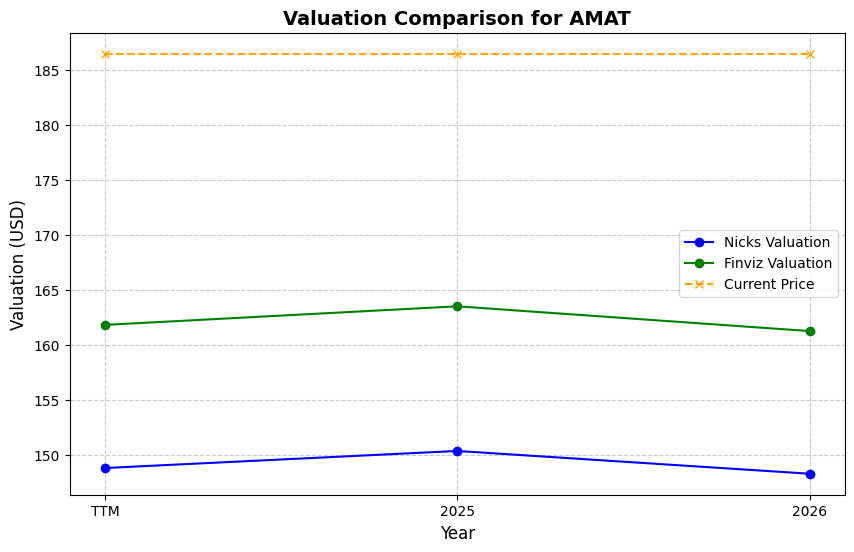 Valuation Comparison for AMAT
Valuation (USD)
185
180
175
170
165
160
155
150
Nicks Valuation
Finviz Valuation
Current Price
TTM
2025
2026
Year